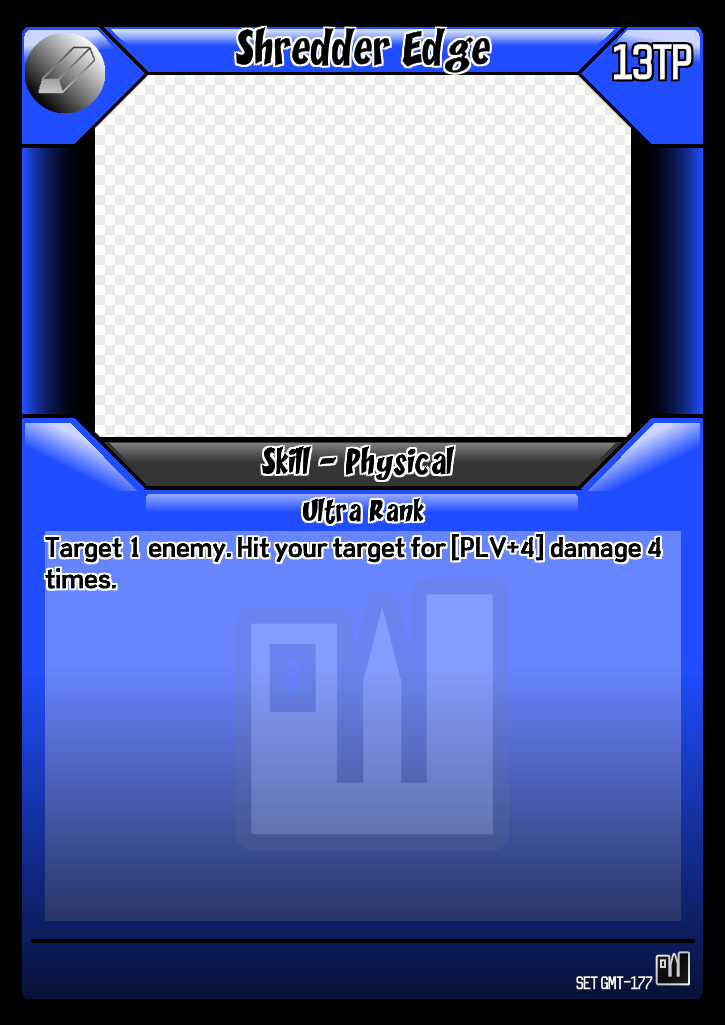 Shredder Edge
13TP
Skill - Physical
Ultra Rank
Target 1 enemy. Hit your target for [PLV+4] damage 4
times.
SET GMT-177